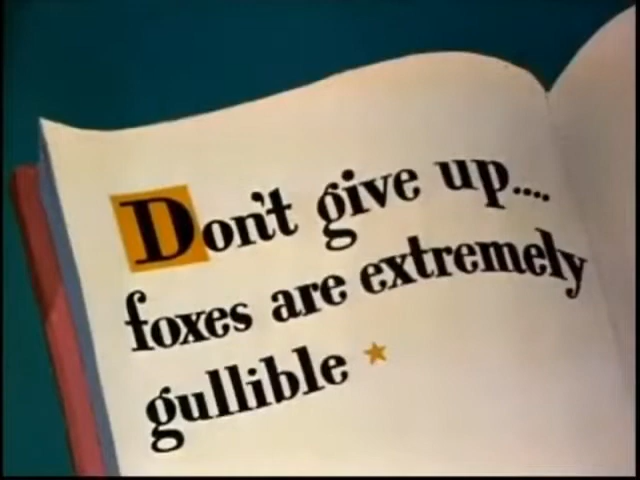 Don't give up....
foxes are extremely
gullible ★